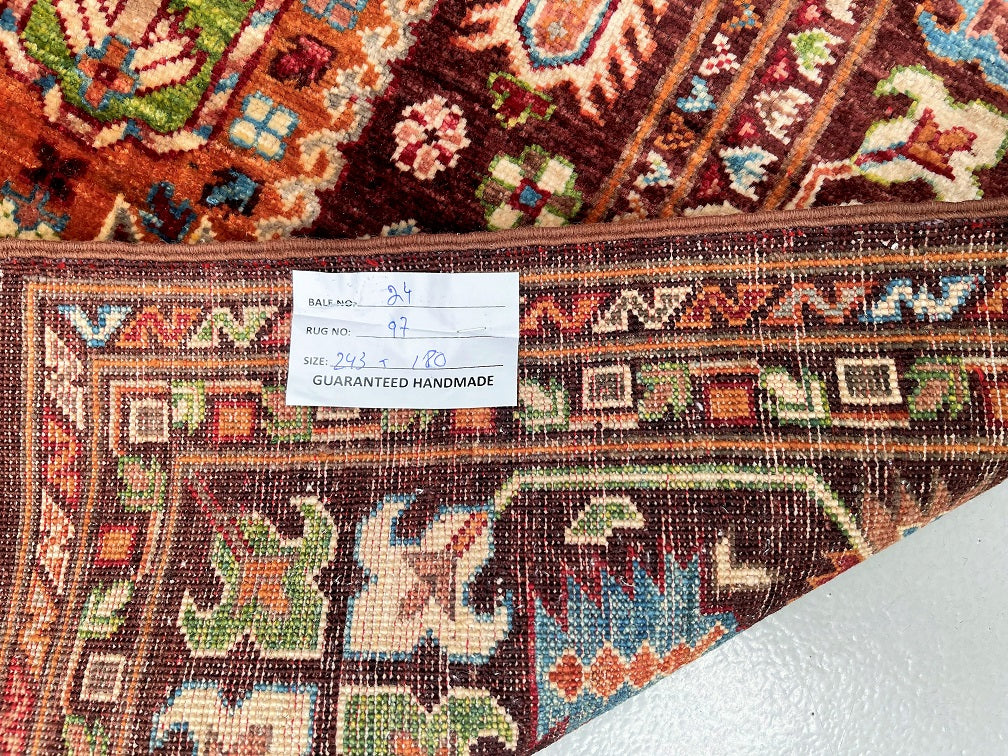 BALE NO: 24
RUG NO: 97
SIZE: 243 x 180
GUARANTEED HANDMADE